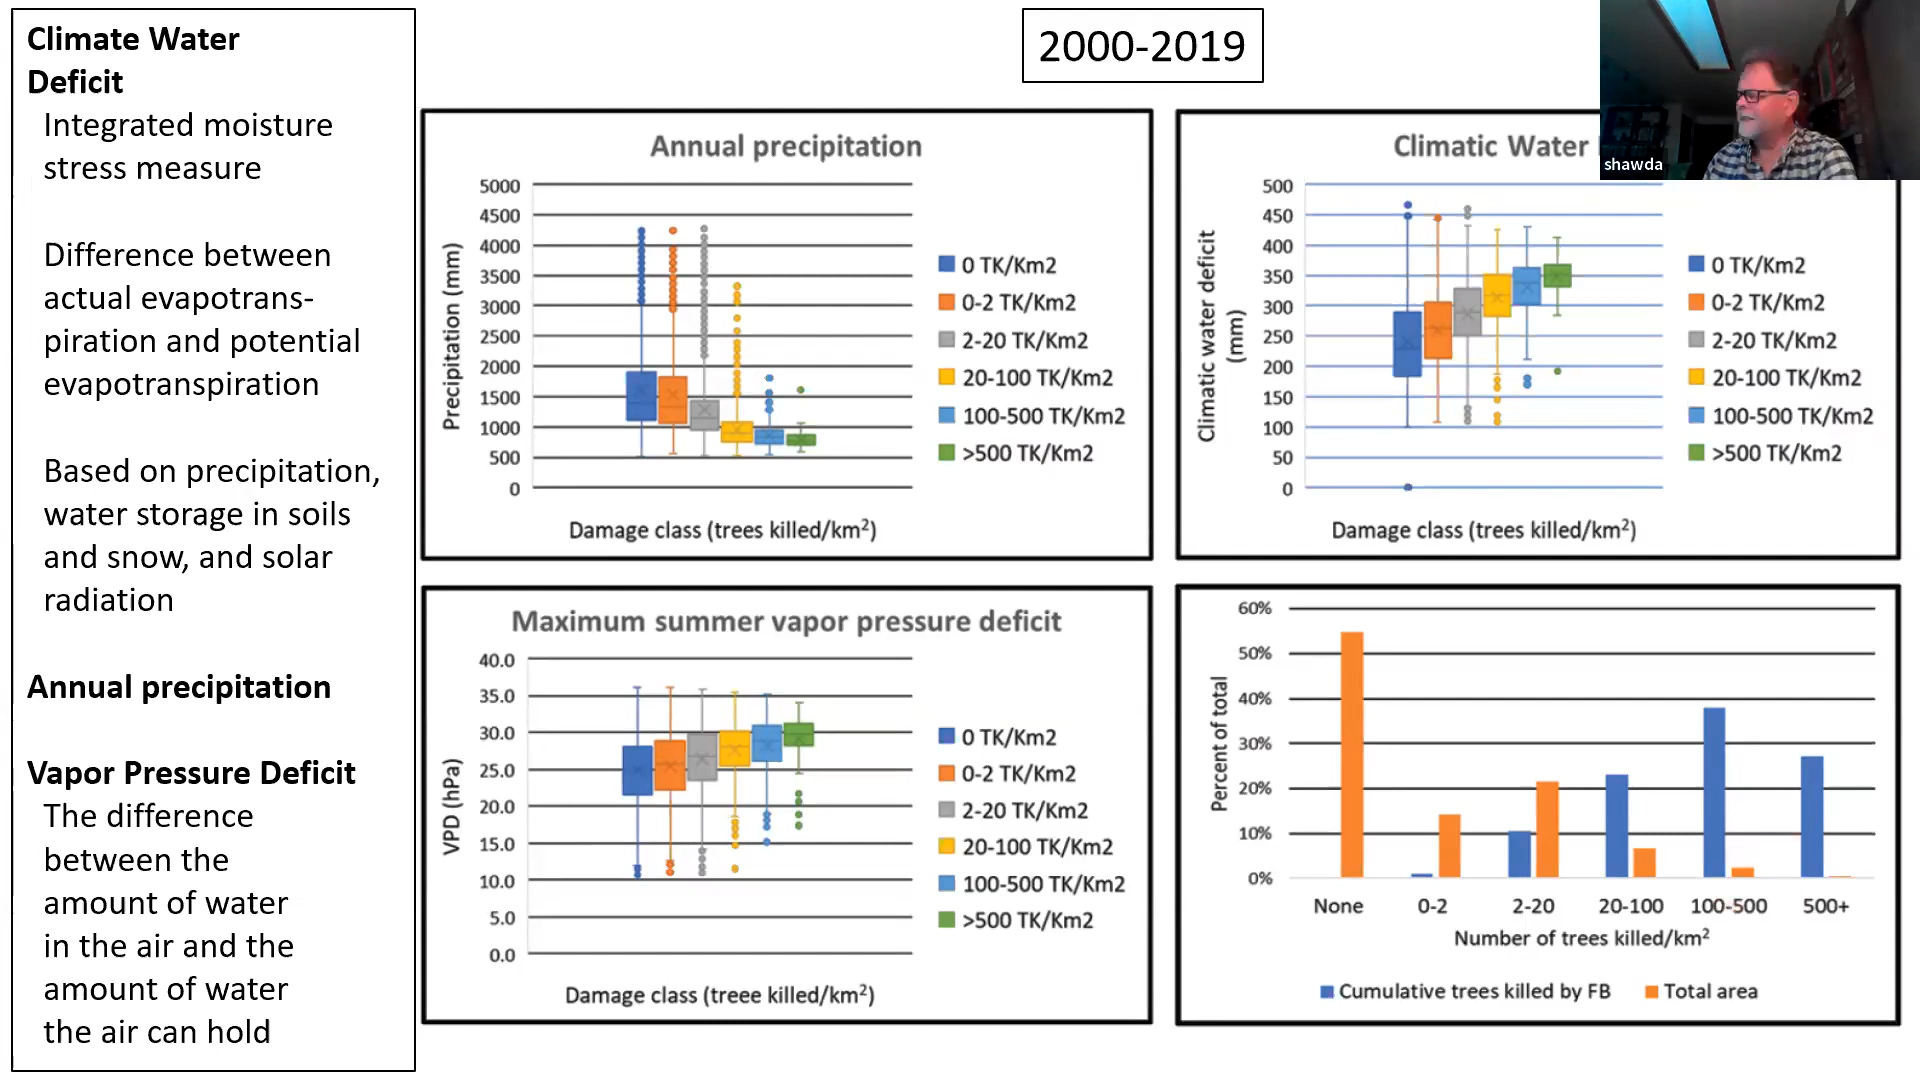 Climate Water
Deficit
Integrated moisture
stress measure
Difference between
actual evapotrans-
piration and potential
evapotranspiration
Based on precipitation,
water storage in soils
and snow, and solar
radiation
Annual precipitation
Vapor Pressure Deficit
The difference
between the
amount of water
in the air and the
amount of water
the air can hold
2000-2019
shawda
Annual precipitation
Precipitation (mm)
5000
4500
4000
3500
3000
2500
2000
1500
1000
500
0
0 TK/Km2
0-2 TK/Km2
2-20 TK/Km2
20-100 TK/Km2
100-500 TK/Km2
>500 TK/Km2
Damage class (trees killed/km²)
Climatic Water
Climatic water deficit
(mm)
500
450
400
350
300
250
200
150
100
50
0
0 TK/Km2
0-2 TK/Km2
2-20 TK/Km2
20-100 TK/Km2
100-500 TK/Km2
>500 TK/Km2
Damage class (trees killed/km²)
Maximum summer vapor pressure deficit
VPD (hPa)
40.0
35.0
30.0
25.0
20.0
15.0
10.0
5.0
0.0
0 TK/Km2
0-2 TK/Km2
2-20 TK/Km2
20-100 TK/Km2
100-500 TK/Km2
>500 TK/Km2
Damage class (treee killed/km²)
Percent of total
60%
50%
40%
30%
20%
10%
0%
None 0-2 2-20 20-100 100-500 500+
Number of trees killed/km²
Cumulative trees killed by FB Total area